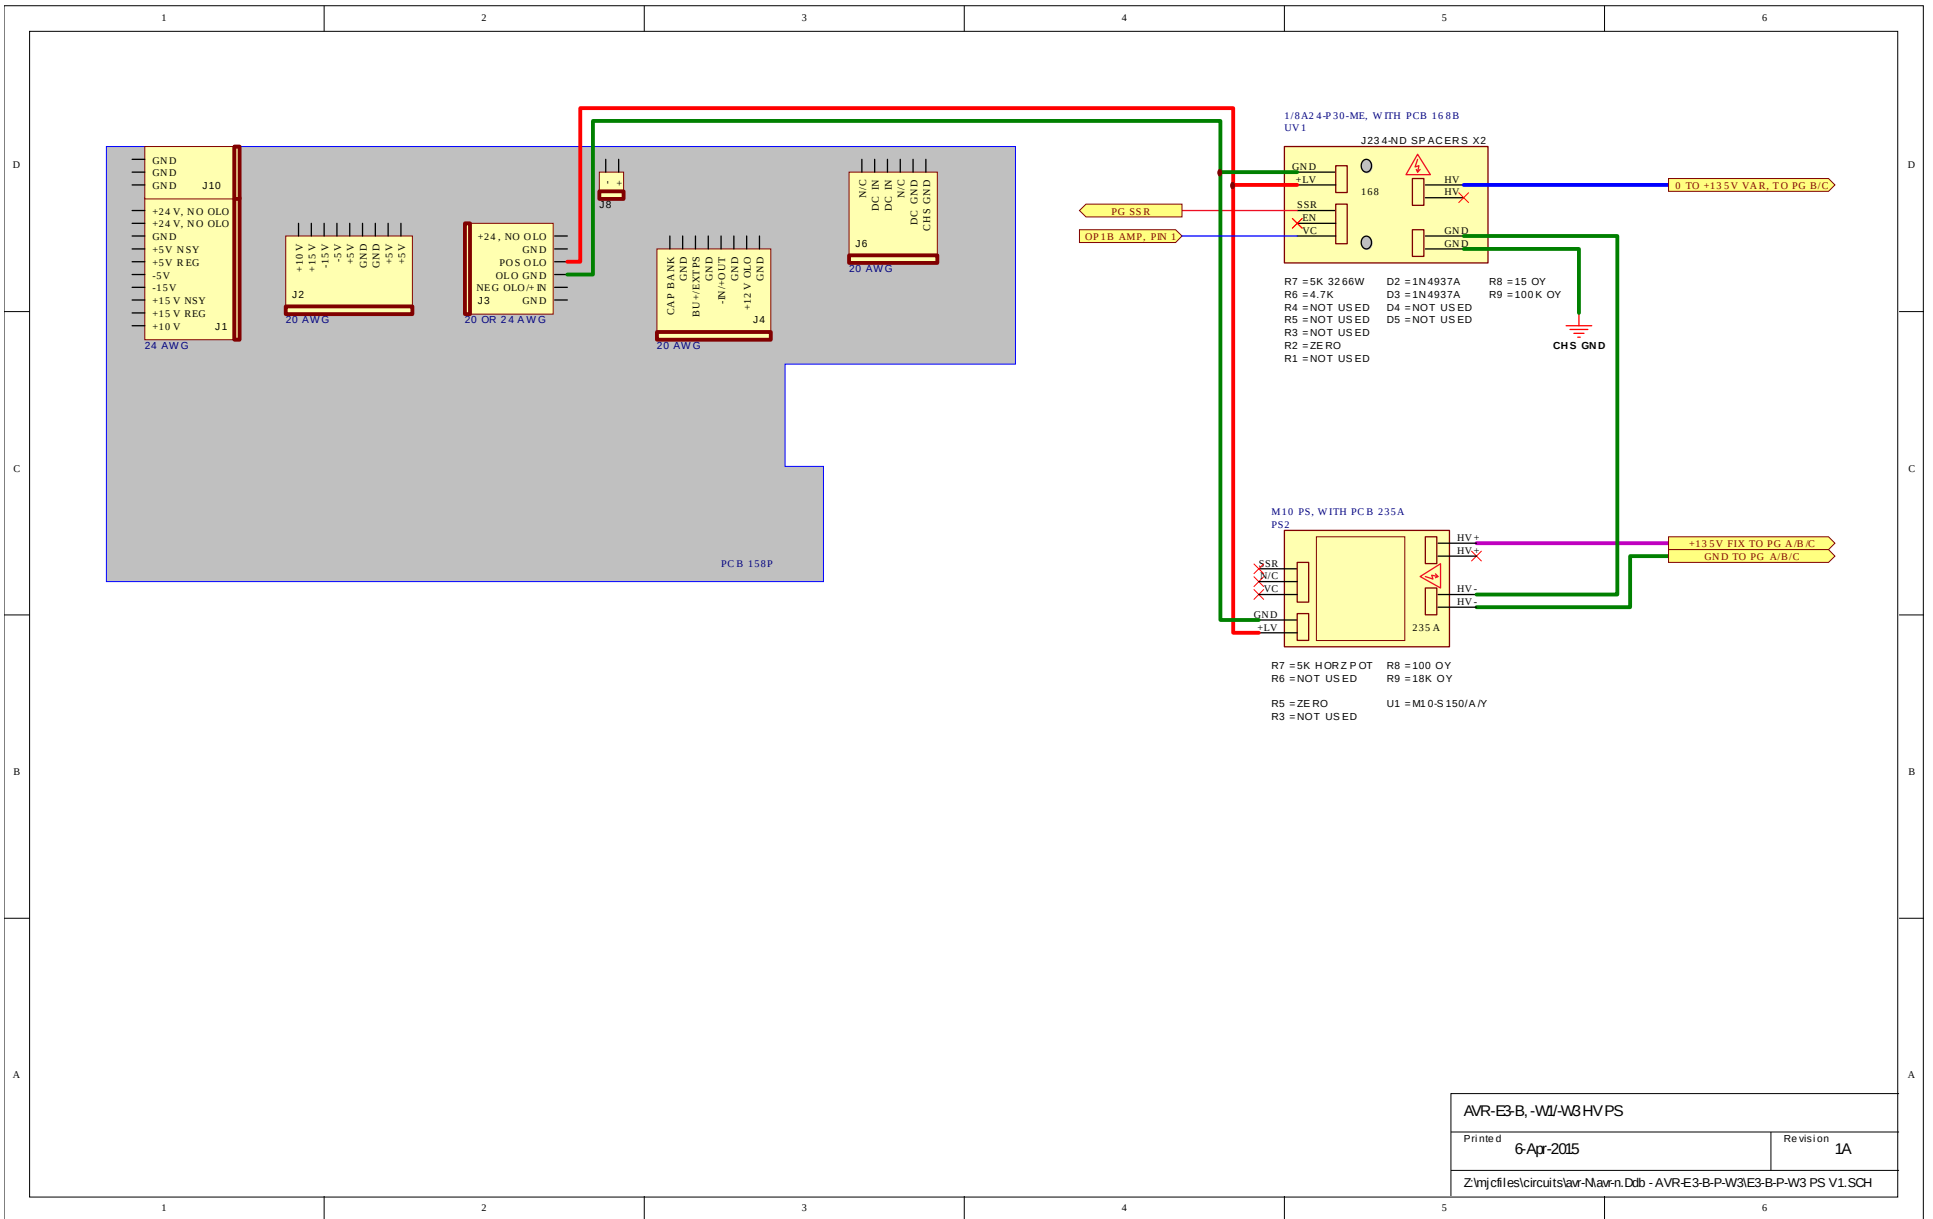 1 2 3 4 5 6
D D
C C
B B
A A
1 2 3 4 5 6
GND
GND
GND
J10
+24 V, NO OLO
+24 V, NO OLO
GND
+5V NSY
+5V REG
-5V
-15V
+15 V NSY
+15 V REG
+10 V
J1
24 AWG
+10 V
+15 V
-15 V
-5 V
+5 V
GND
GND
+5 V
+5 V
J2
20 AWG
+24 , NO OLO
GND
POS OLO
OLO GND
NEG OLO/+IN
GND
J3
20 OR 24 AWG
-
+
J8
CAP BANK
GND
BU+/EXT PS
GND
-IN/+OUT
GND
+12 V OLO
GND
J4
20 AWG
N/C
DC IN
DC IN
N/C
DC GND
CHS GND
J6
20 AWG
PCB 158P
1/8A24-P30-ME, WITH PCB 168B
UV1
J234-ND SPACERS X2
GND
+LV
SSR
EN
VC
168
HV
HV
GND
GND
PG SSR
OP1B AMP, PIN 1
0 TO +135V VAR, TO PG B/C
R7 =5K 3266W D2 =1N4937A R8 =15 OY
R6 =4.7K D3 =1N4937A R9 =100K OY
R4 =NOT USED D4 =NOT USED
R5 =NOT USED D5 =NOT USED
R3 =NOT USED
R2 =ZERO
R1 =NOT USED
CHS GND
M10 PS, WITH PCB 235A
PS2
SSR
N/C
VC
GND
+LV
HV+
HV+
HV-
HV-
235A
+135V FIX TO PG A/B/C
GND TO PG A/B/C
R7 =5K HORZ POT R8 =100 OY
R6 =NOT USED R9 =18K OY
R5 =ZERO U1 =M10-S150/A/Y
R3 =NOT USED
AVR-E3-B, -W1/-W3 HV PS
Printed 6-Apr-2015 Revision 1A
Z:\mjcfiles\circuits\avr-N\avr-n.Ddb - AVR-E3-B-P-W3\E3-B-P-W3 PS V1.SCH